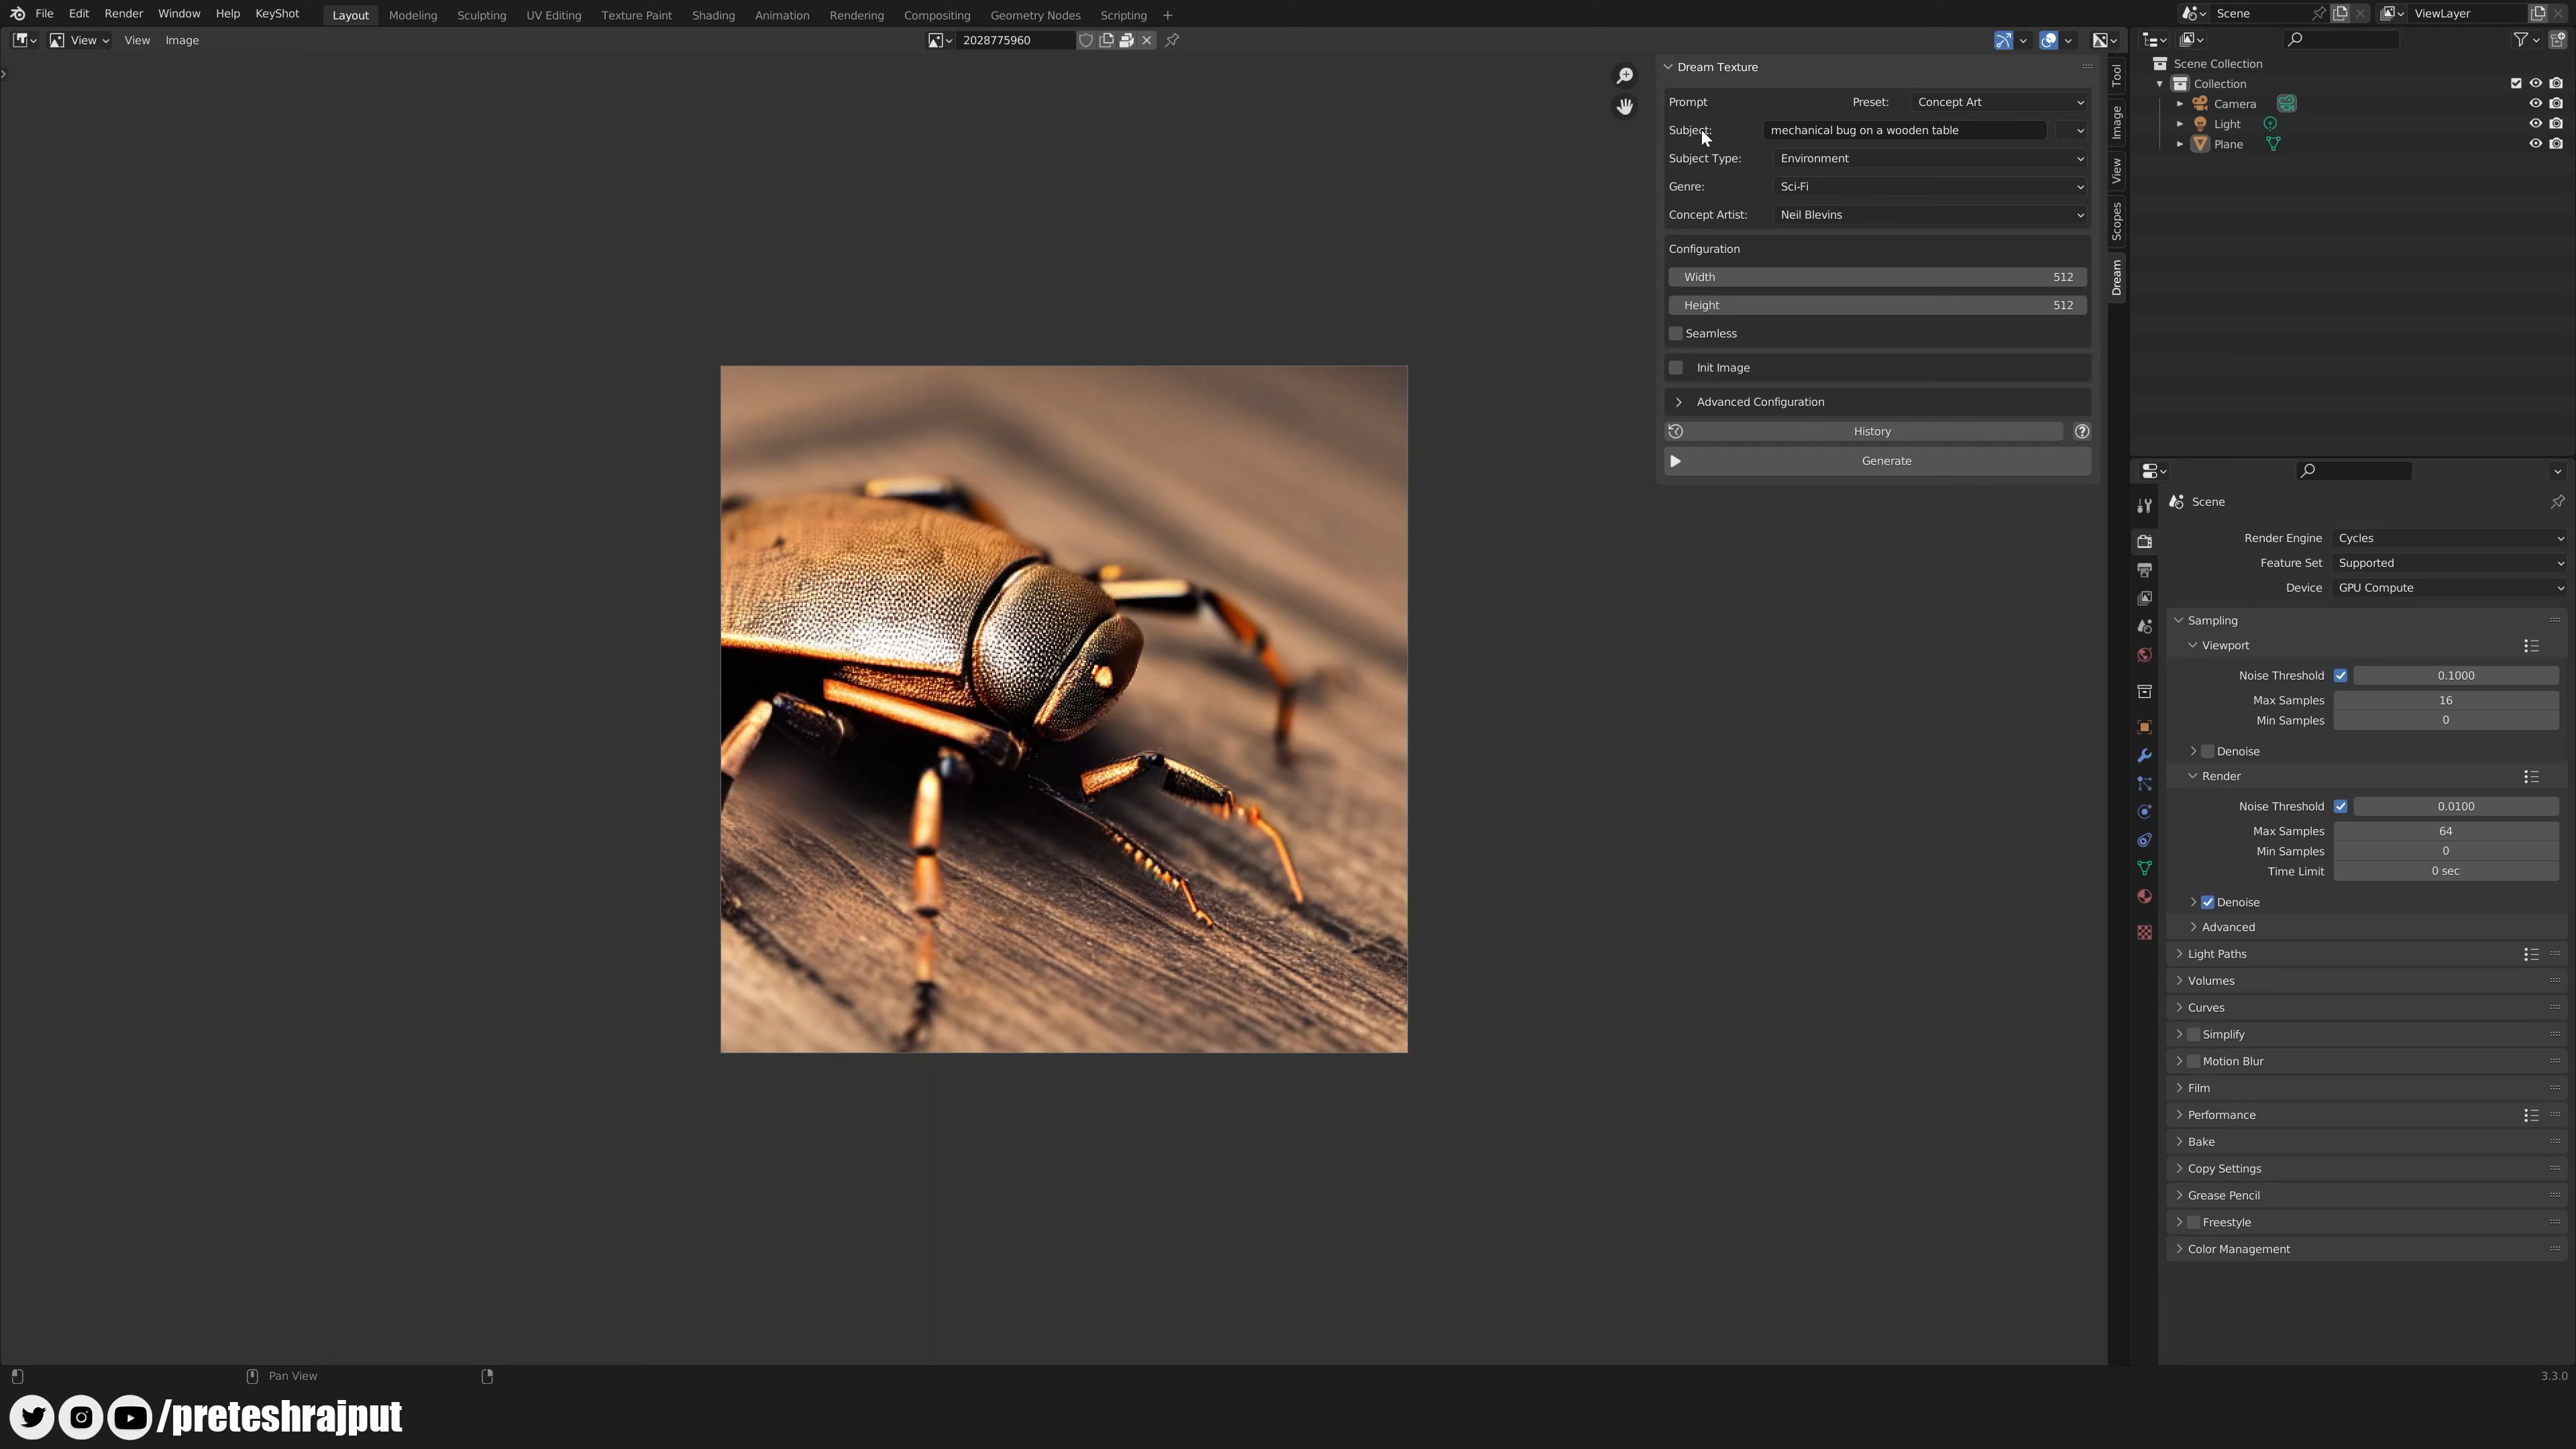 File Edit Render Window Help KeyShot Layout Modeling Sculpting UV Editing Texture Paint Shading Animation Rendering Compositing Geometry Nodes Scripting + Scene ViewLayer
View View Image 2028775960
Dream Texture
Prompt Preset: Concept Art
Subject: mechanical bug on a wooden table
Subject Type: Environment
Genre: Sci-Fi
Concept Artist: Neil Blevins
Configuration
Width 512
Height 512
Seamless
Init Image
Advanced Configuration
History
Generate
Tool
Image
View
Scopes
Dream
Scene Collection
Collection
Camera
Light
Plane
Scene
Render Engine Cycles
Feature Set Supported
Device GPU Compute
Sampling
Viewport
Noise Threshold 0.1000
Max Samples 16
Min Samples 0
Denoise
Render
Noise Threshold 0.0100
Max Samples 64
Min Samples 0
Time Limit 0 sec
Denoise
Advanced
Light Paths
Volumes
Curves
Simplify
Motion Blur
Film
Performance
Bake
Copy Settings
Grease Pencil
Freestyle
Color Management
Pan View 3.3.0
/preteshrajput